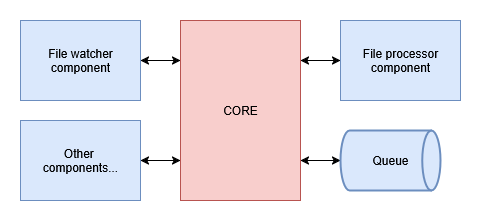 File watcher
component
File processor
component
CORE
Other
components...
Queue